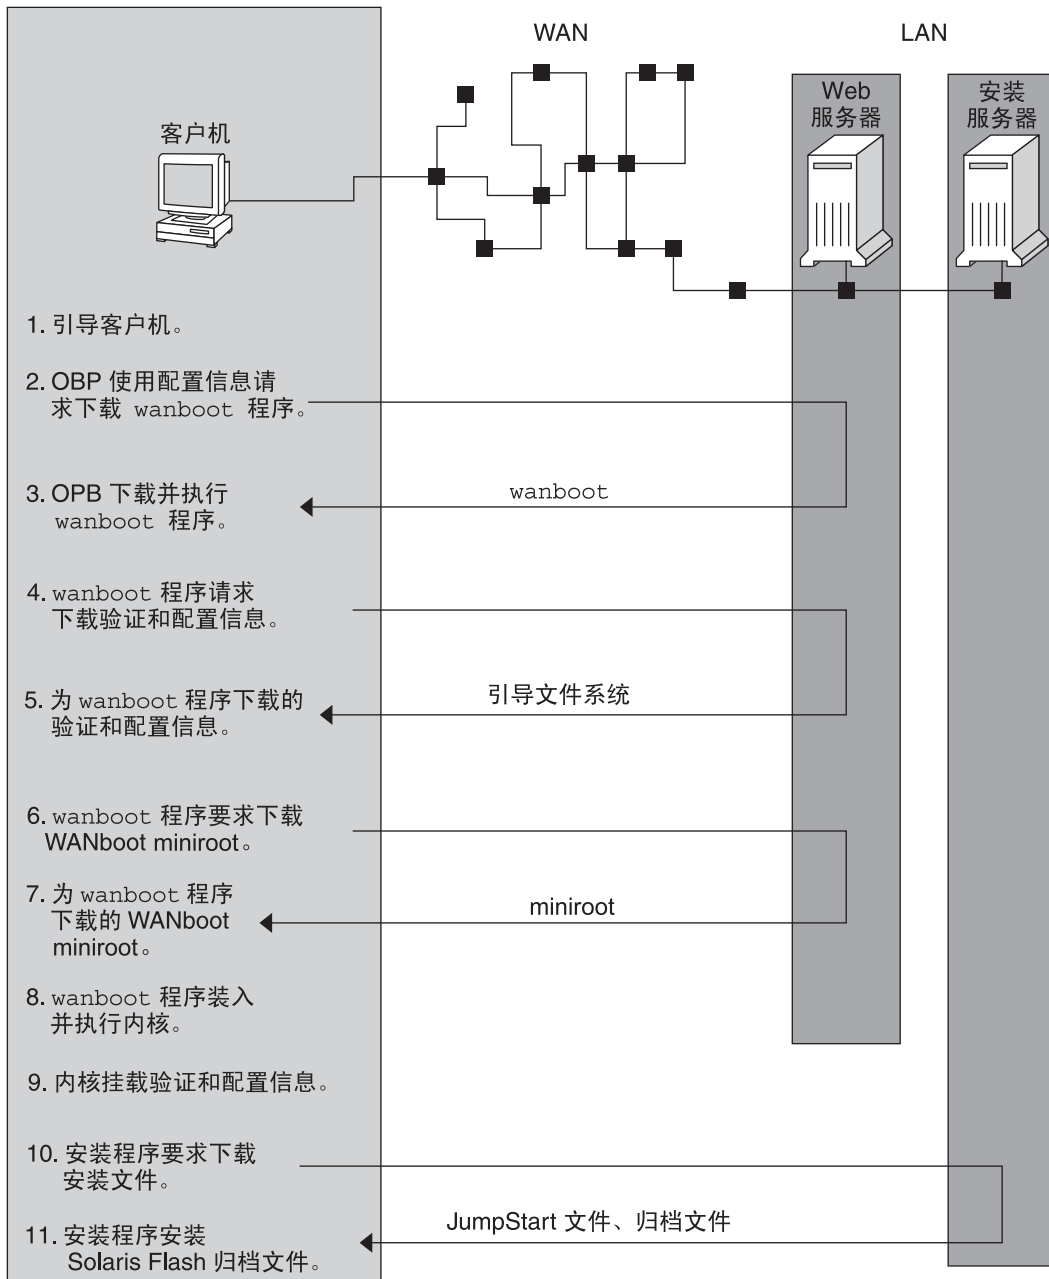 WAN
LAN
客户机
Web
服务器
安装
服务器
1. 引导客户机。
2. OBP 使用配置信息请
求下载 wanboot 程序。
3. OPB 下载并执行
wanboot 程序。
wanboot
4. wanboot 程序请求
下载验证和配置信息。
5. 为 wanboot 程序下载的
验证和配置信息。
引导文件系统
6. wanboot 程序要求下载
WANboot miniroot。
7. 为 wanboot 程序
下载的 WANboot
miniroot。
miniroot
8. wanboot 程序装入
并执行内核。
9. 内核挂载验证和配置信息。
10. 安装程序要求下载
安装文件。
11. 安装程序安装
Solaris Flash 归档文件。
JumpStart 文件、归档文件